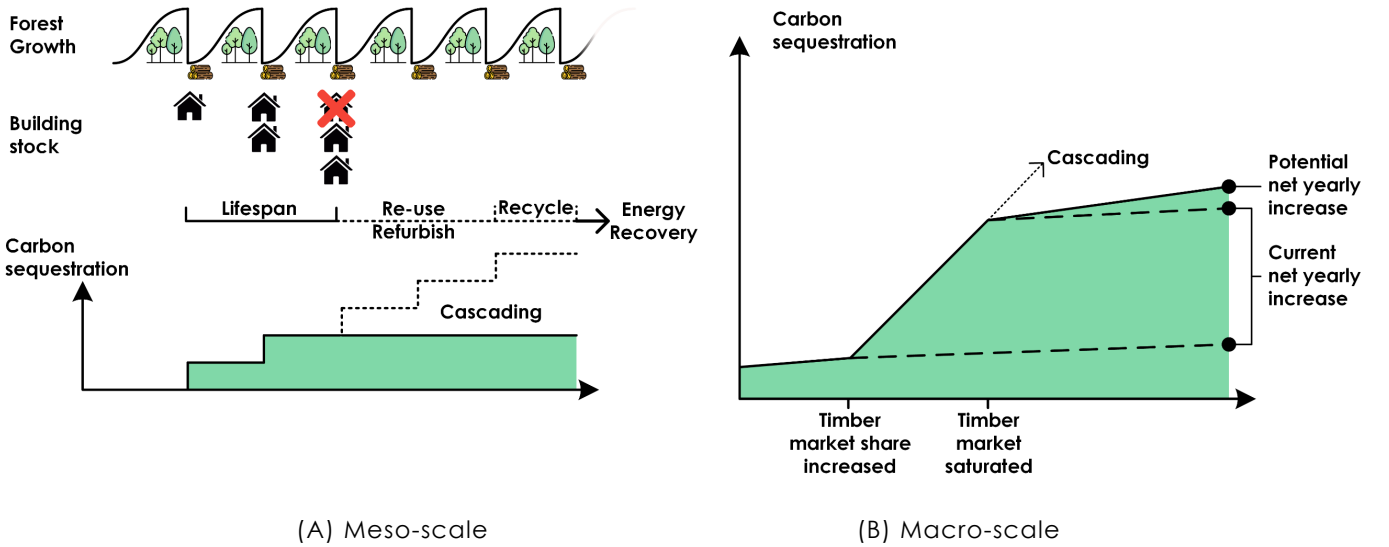 Forest
Growth
Building
stock
Lifespan
Re-use
Refurbish
Recycle
Energy
Recovery
Carbon
sequestration
Cascading
(A) Meso-scale
Carbon
sequestration
Cascading
Potential
net yearly
increase
Current
net yearly
increase
Timber
market share
increased
Timber
market
saturated
(B) Macro-scale